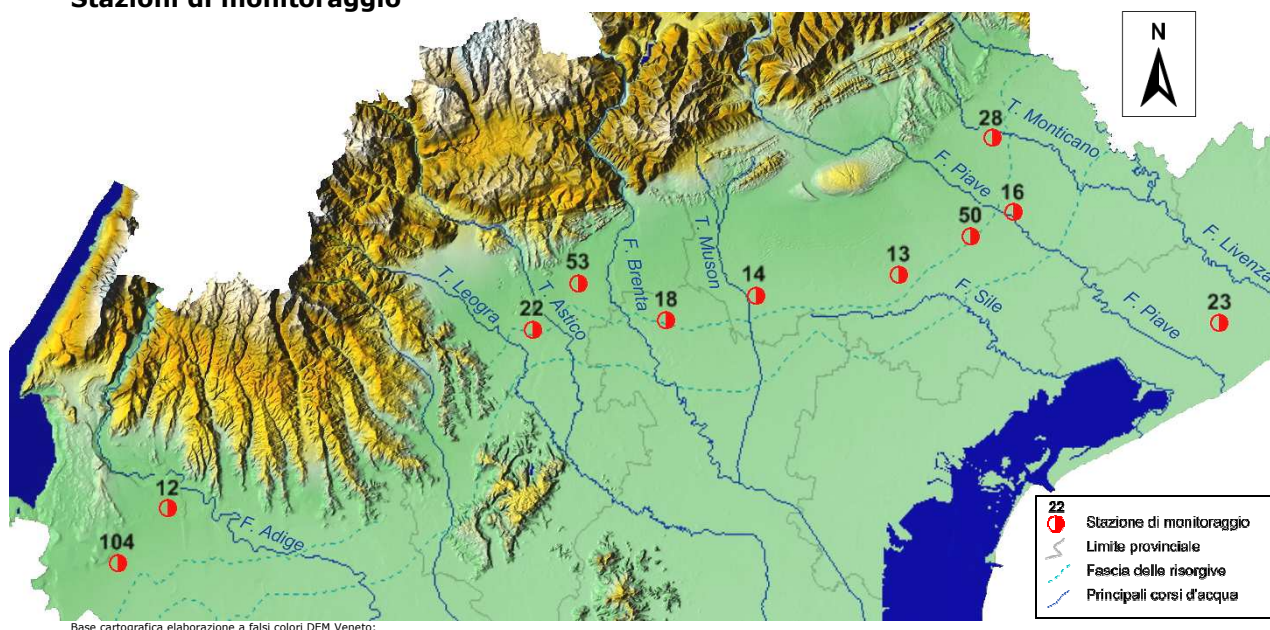 Stazioni di monitoraggio
N
28
T. Monticano
F. Piave
16
50
F. Livenza
53
F. Brenta
T. Muson
13
14
T. Leogra
T. Astico
22
18
F. Sile
F. Piave
23
12
F. Adige
104
22
Stazione di monitoraggio
Limite provinciale
Fascia delle risorgive
Principali corsi d'acqua
Base cartografica elaborazione a falsi colori DEM Veneto: